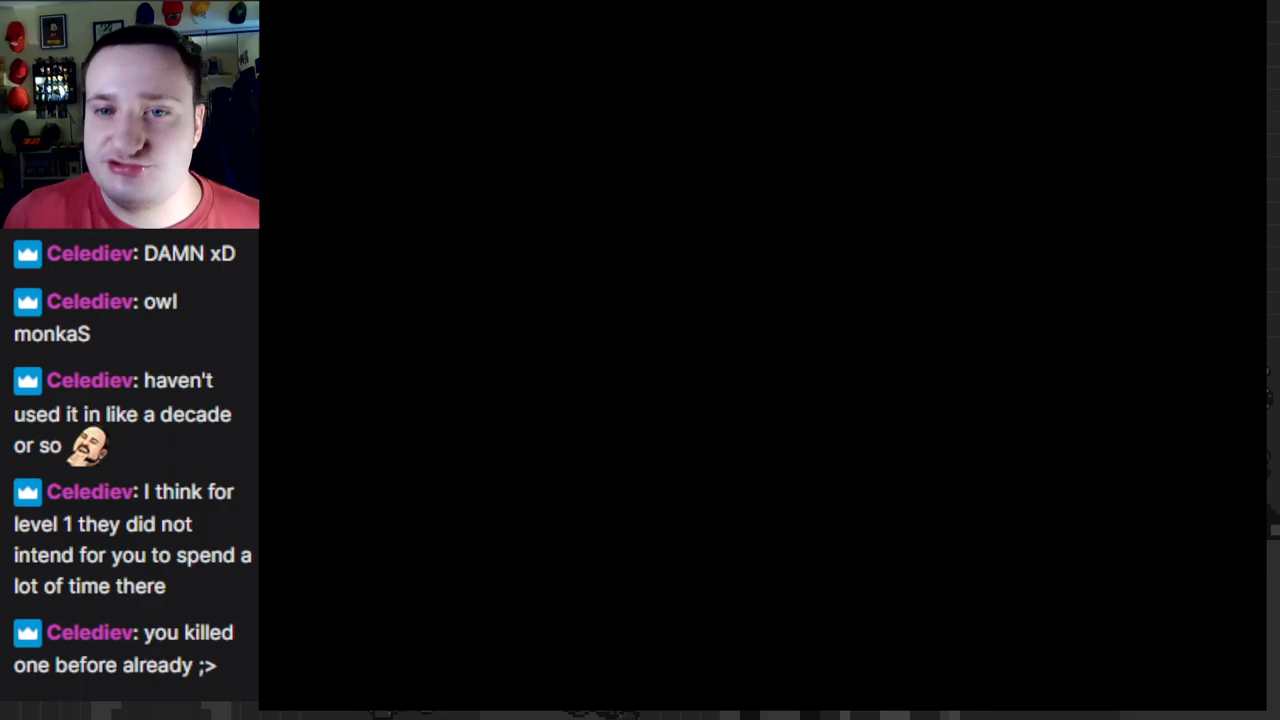 Celediev: DAMN xD
Celediev: owl
monkaS
Celediev: haven't
used it in like a decade
or so
Celediev: I think for
level 1 they did not
intend for you to spend a
lot of time there
Celediev: you killed
one before already ;>